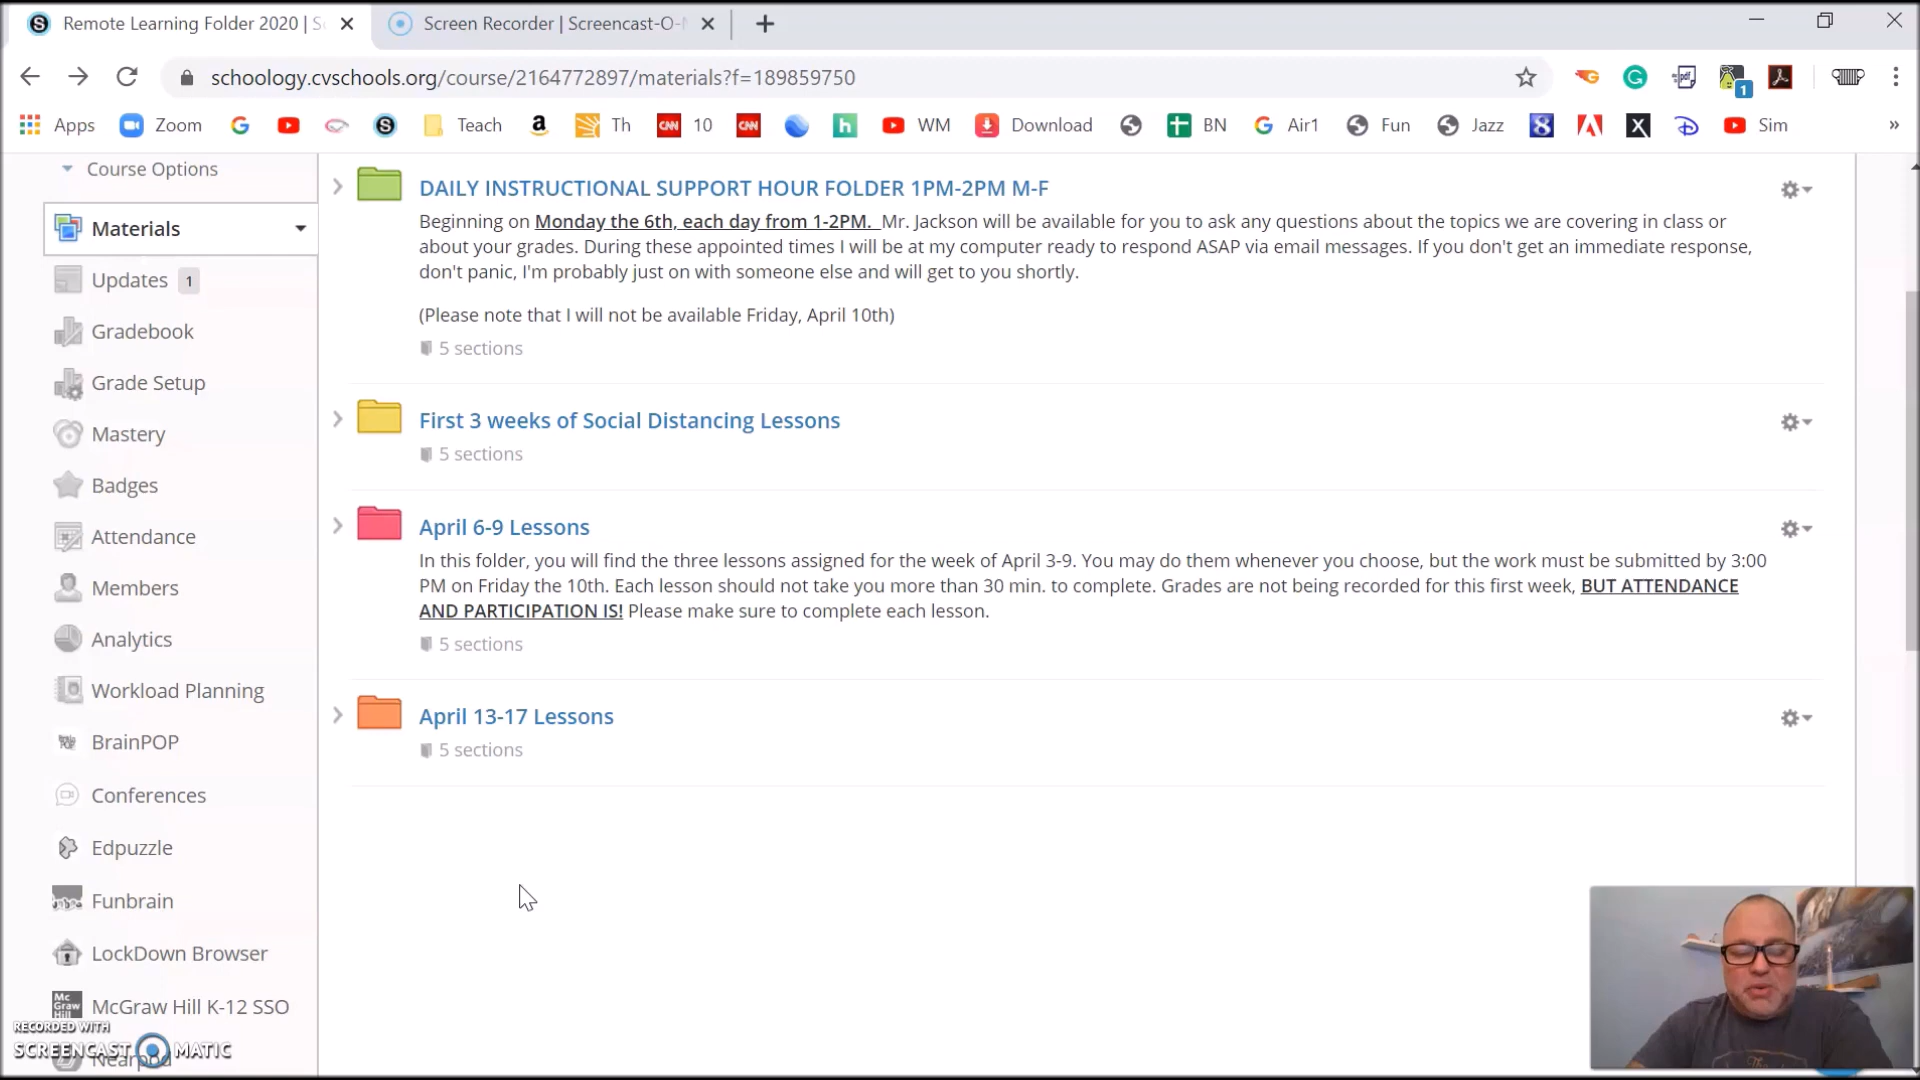 Remote Learning Folder 2020 | S
Screen Recorder | Screencast-O-
schoology.cvschools.org/course/2164772897/materials?f=189859750
1
Apps Zoom Teach Th 10 WM Download BN Air1 Fun Jazz Sim »
Course Options
Materials
Updates 1
Gradebook
Grade Setup
Mastery
Badges
Attendance
Members
Analytics
Workload Planning
BrainPOP
Conferences
Edpuzzle
Funbrain
LockDown Browser
McGraw Hill K-12 SSO
Nearpod
DAILY INSTRUCTIONAL SUPPORT HOUR FOLDER 1PM-2PM M-F
Beginning on Monday the 6th, each day from 1-2PM. Mr. Jackson will be available for you to ask any questions about the topics we are covering in class or
about your grades. During these appointed times I will be at my computer ready to respond ASAP via email messages. If you don't get an immediate response,
don't panic, I'm probably just on with someone else and will get to you shortly.
(Please note that I will not be available Friday, April 10th)
5 sections
First 3 weeks of Social Distancing Lessons
5 sections
April 6-9 Lessons
In this folder, you will find the three lessons assigned for the week of April 3-9. You may do them whenever you choose, but the work must be submitted by 3:00
PM on Friday the 10th. Each lesson should not take you more than 30 min. to complete. Grades are not being recorded for this first week, BUT ATTENDANCE
AND PARTICIPATION IS! Please make sure to complete each lesson.
5 sections
April 13-17 Lessons
5 sections
RECORDED WITH
SCREENCAST MATIC